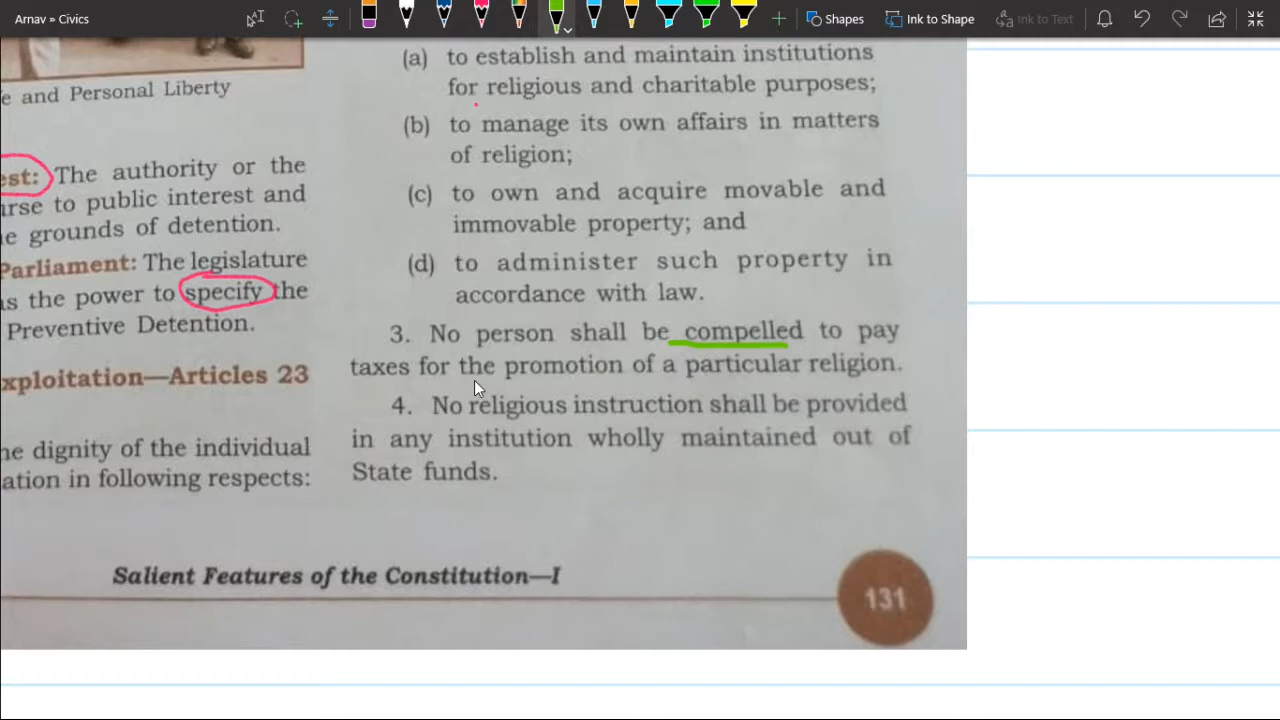 Arnav » Civics
Shapes
Ink to Shape
Ink to Text
e and Personal Liberty
est: The authority or the
urse to public interest and
e grounds of detention.
Parliament: The legislature
as the power to specify the
Preventive Detention.
xploitation—Articles 23
he dignity of the individual
ation in following respects:
(a) to establish and maintain institutions
for religious and charitable purposes;
(b) to manage its own affairs in matters
of religion;
(c) to own and acquire movable and
immovable property; and
(d) to administer such property in
accordance with law.
3. No person shall be compelled to pay
taxes for the promotion of a particular religion.
4. No religious instruction shall be provided
in any institution wholly maintained out of
State funds.
Salient Features of the Constitution—I
131